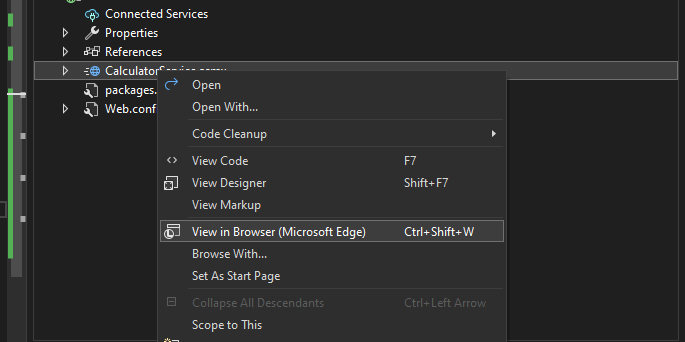 Connected Services
Properties
References
CalculatorService.asmx
Open
packages.
Open With...
Web.conf
Code Cleanup
View Code F7
View Designer Shift+F7
View Markup
View in Browser (Microsoft Edge) Ctrl+Shift+W
Browse With...
Set As Start Page
Collapse All Descendants Ctrl+Left Arrow
Scope to This